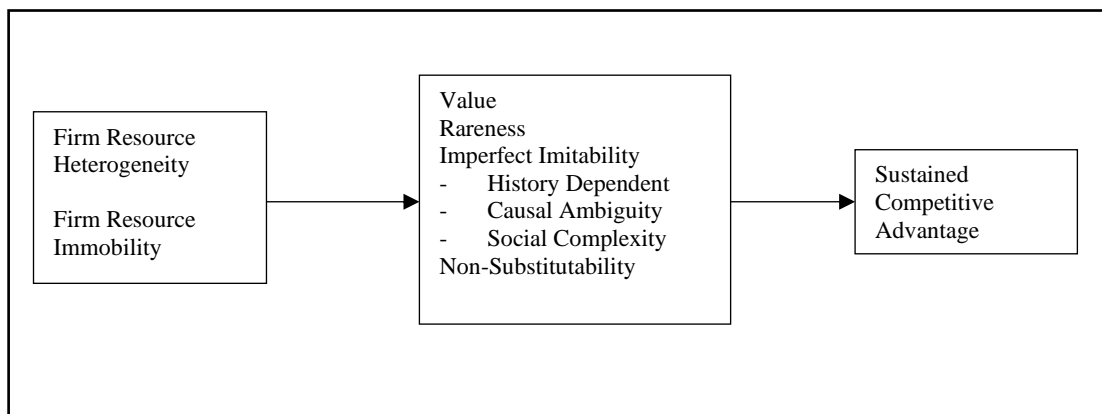 Firm Resource
Heterogeneity
Firm Resource
Immobility
Value
Rareness
Imperfect Imitability
- History Dependent
- Causal Ambiguity
- Social Complexity
Non-Substitutability
Sustained
Competitive
Advantage